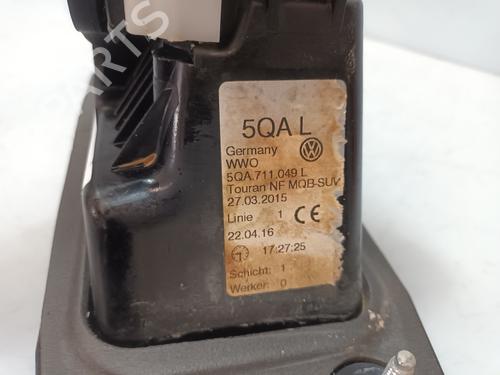 5QA L
Germany
WWO
5QA.711.049 L
Touran NF MQB-SUV
27.03.2015
Linie 1 CE
22.04.16
17:27:25
Schicht: 1
Werker: 0